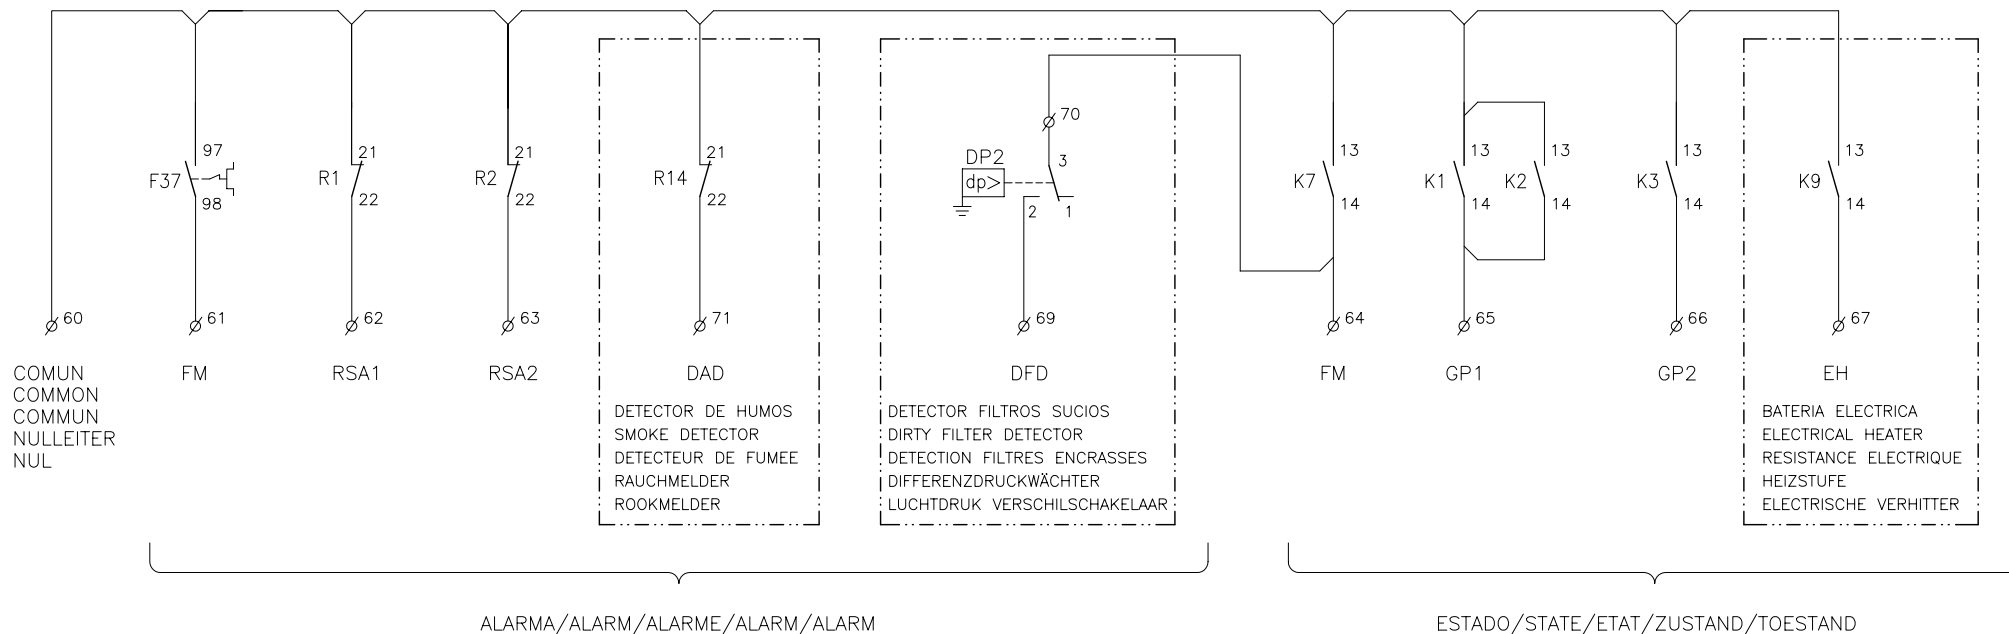 70
97
21
21
21
DP2
3
13
13
13
13
13
F37
R1
R2
R14
dp>
K7
K1
K2
K3
K9
98
22
22
22
2
1
14
14
14
14
14
60
61
62
63
71
69
64
65
66
67
COMUN
COMMON
COMMUN
NULLEITER
NUL
FM
RSA1
RSA2
DAD
DFD
FM
GP1
GP2
EH
DETECTOR DE HUMOS
SMOKE DETECTOR
DETECTEUR DE FUMEE
RAUCHMELDER
ROOKMELDER
DETECTOR FILTROS SUCIOS
DIRTY FILTER DETECTOR
DETECTION FILTRES ENCRASSES
DIFFERENZDRUCKWÄCHTER
LUCHTDRUK VERSCHILSCHAKELAAR
BATERIA ELECTRICA
ELECTRICAL HEATER
RESISTANCE ELECTRIQUE
HEIZSTUFE
ELECTRISCHE VERHITTER
ALARMA/ALARM/ALARME/ALARM/ALARM
ESTADO/STATE/ETAT/ZUSTAND/TOESTAND